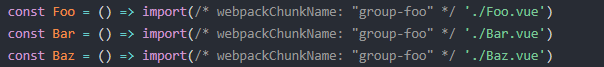 const Foo = () => import(/* webpackChunkName: "group-foo" */ './Foo.vue')
const Bar = () => import(/* webpackChunkName: "group-foo" */ './Bar.vue')
const Baz = () => import(/* webpackChunkName: "group-foo" */ './Baz.vue')